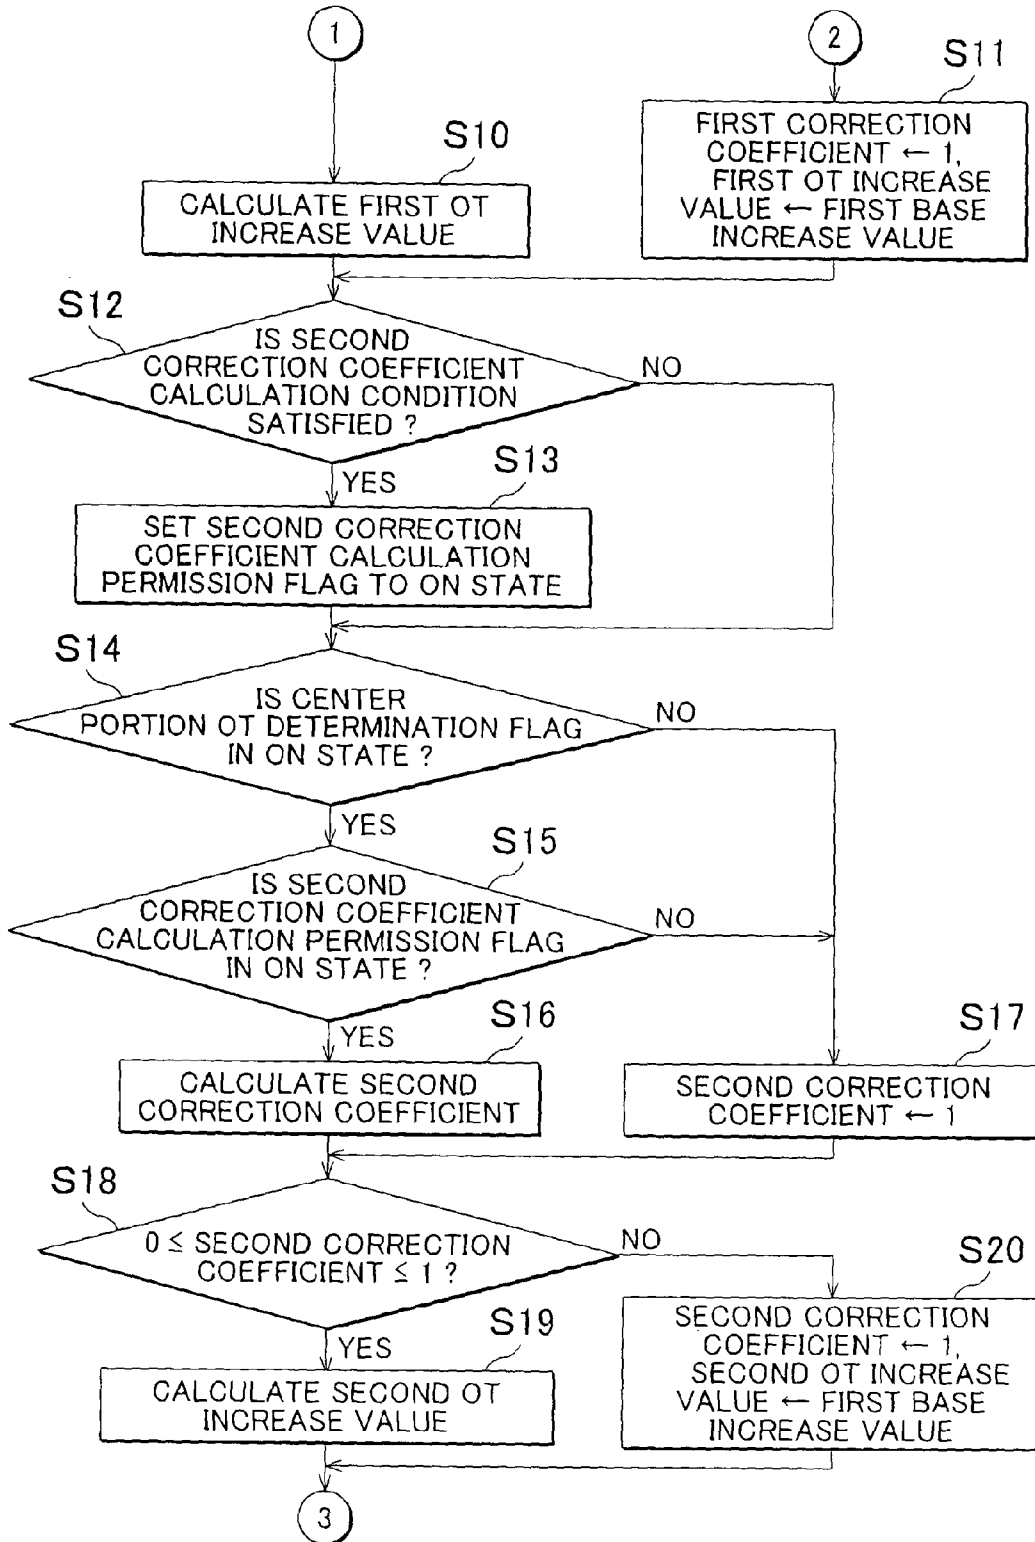 1
2
S11
FIRST CORRECTION
COEFFICIENT ← 1,
FIRST OT INCREASE
VALUE ← FIRST BASE
INCREASE VALUE
S10
CALCULATE FIRST OT
INCREASE VALUE
S12
IS SECOND
CORRECTION COEFFICIENT
CALCULATION CONDITION
SATISFIED ?
NO
YES
S13
SET SECOND CORRECTION
COEFFICIENT CALCULATION
PERMISSION FLAG TO ON STATE
S14
IS CENTER
PORTION OT DETERMINATION FLAG
IN ON STATE ?
NO
YES
S15
IS SECOND
CORRECTION COEFFICIENT
CALCULATION PERMISSION FLAG
IN ON STATE ?
NO
YES
S16
CALCULATE SECOND
CORRECTION COEFFICIENT
S17
SECOND CORRECTION
COEFFICIENT ← 1
S18
0 ≤ SECOND CORRECTION
COEFFICIENT ≤ 1 ?
NO
YES
S19
CALCULATE SECOND OT
INCREASE VALUE
S20
SECOND CORRECTION
COEFFICIENT ← 1,
SECOND OT INCREASE
VALUE ← FIRST BASE
INCREASE VALUE
3